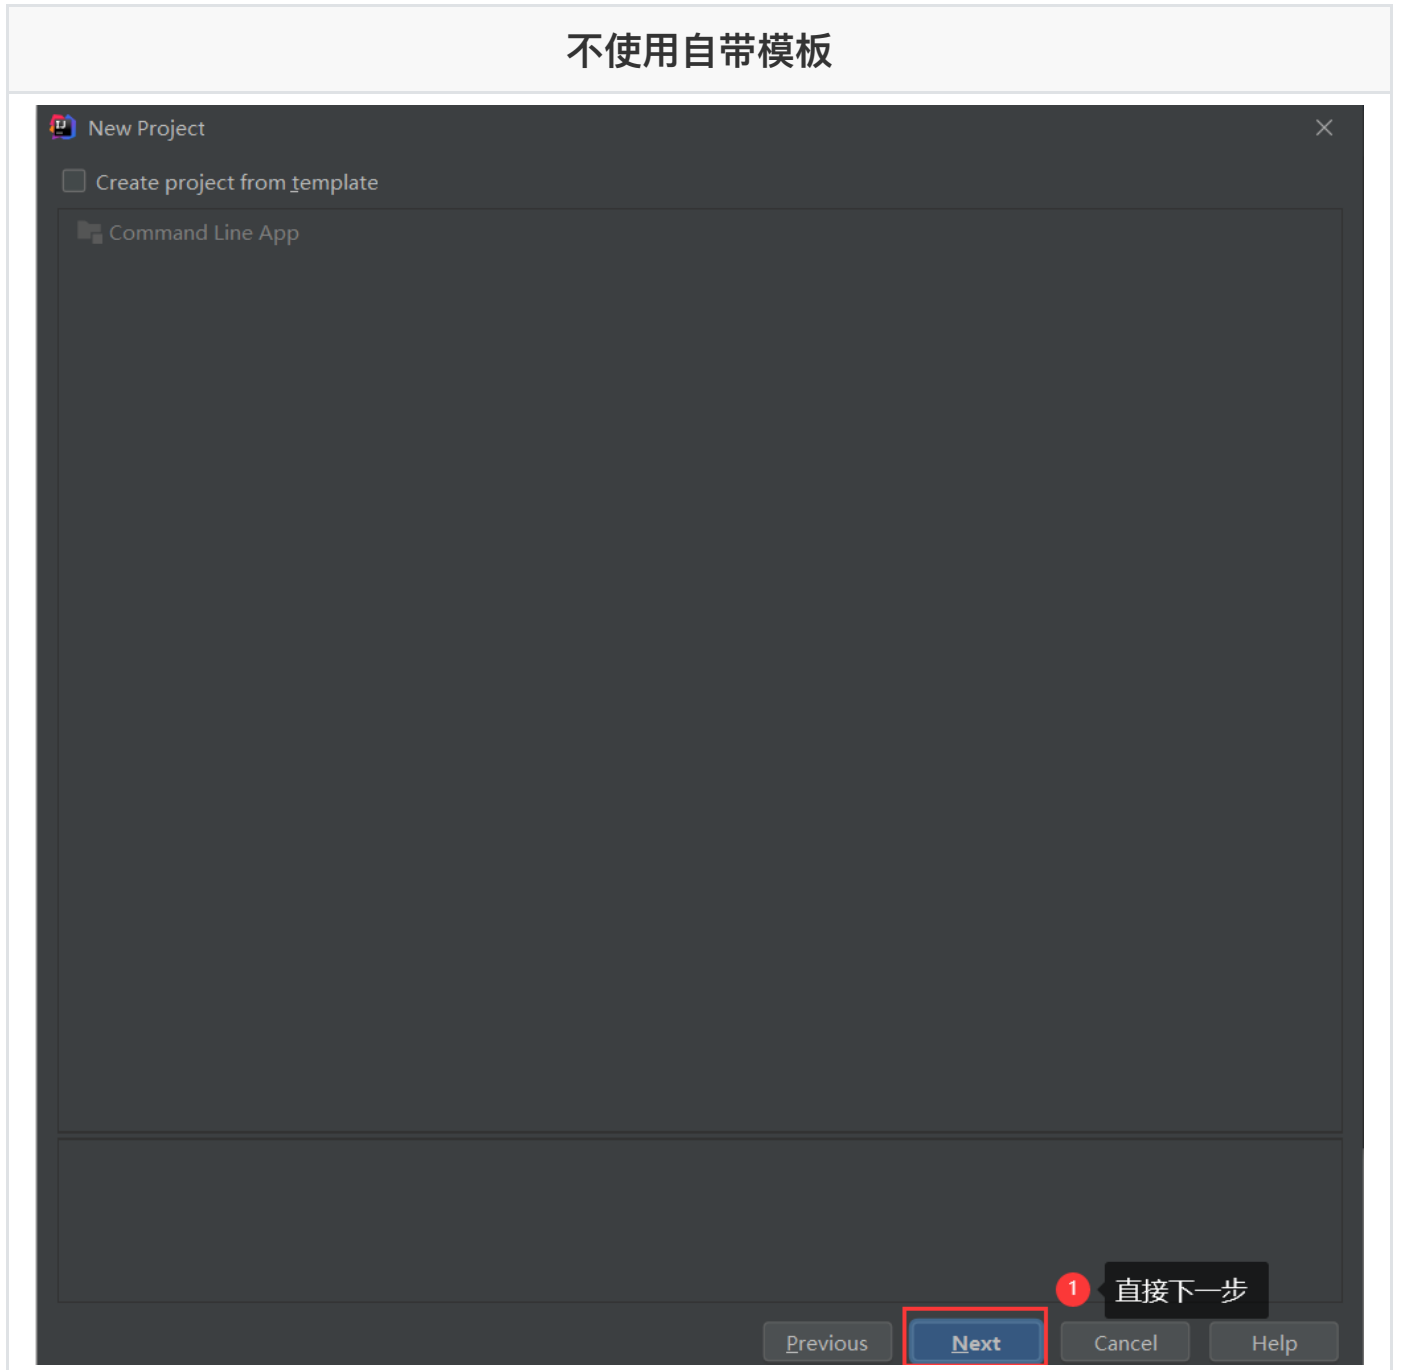 不使用自带模板
New Project
Create project from template
Command Line App
1 直接下一步
Previous Next Cancel Help